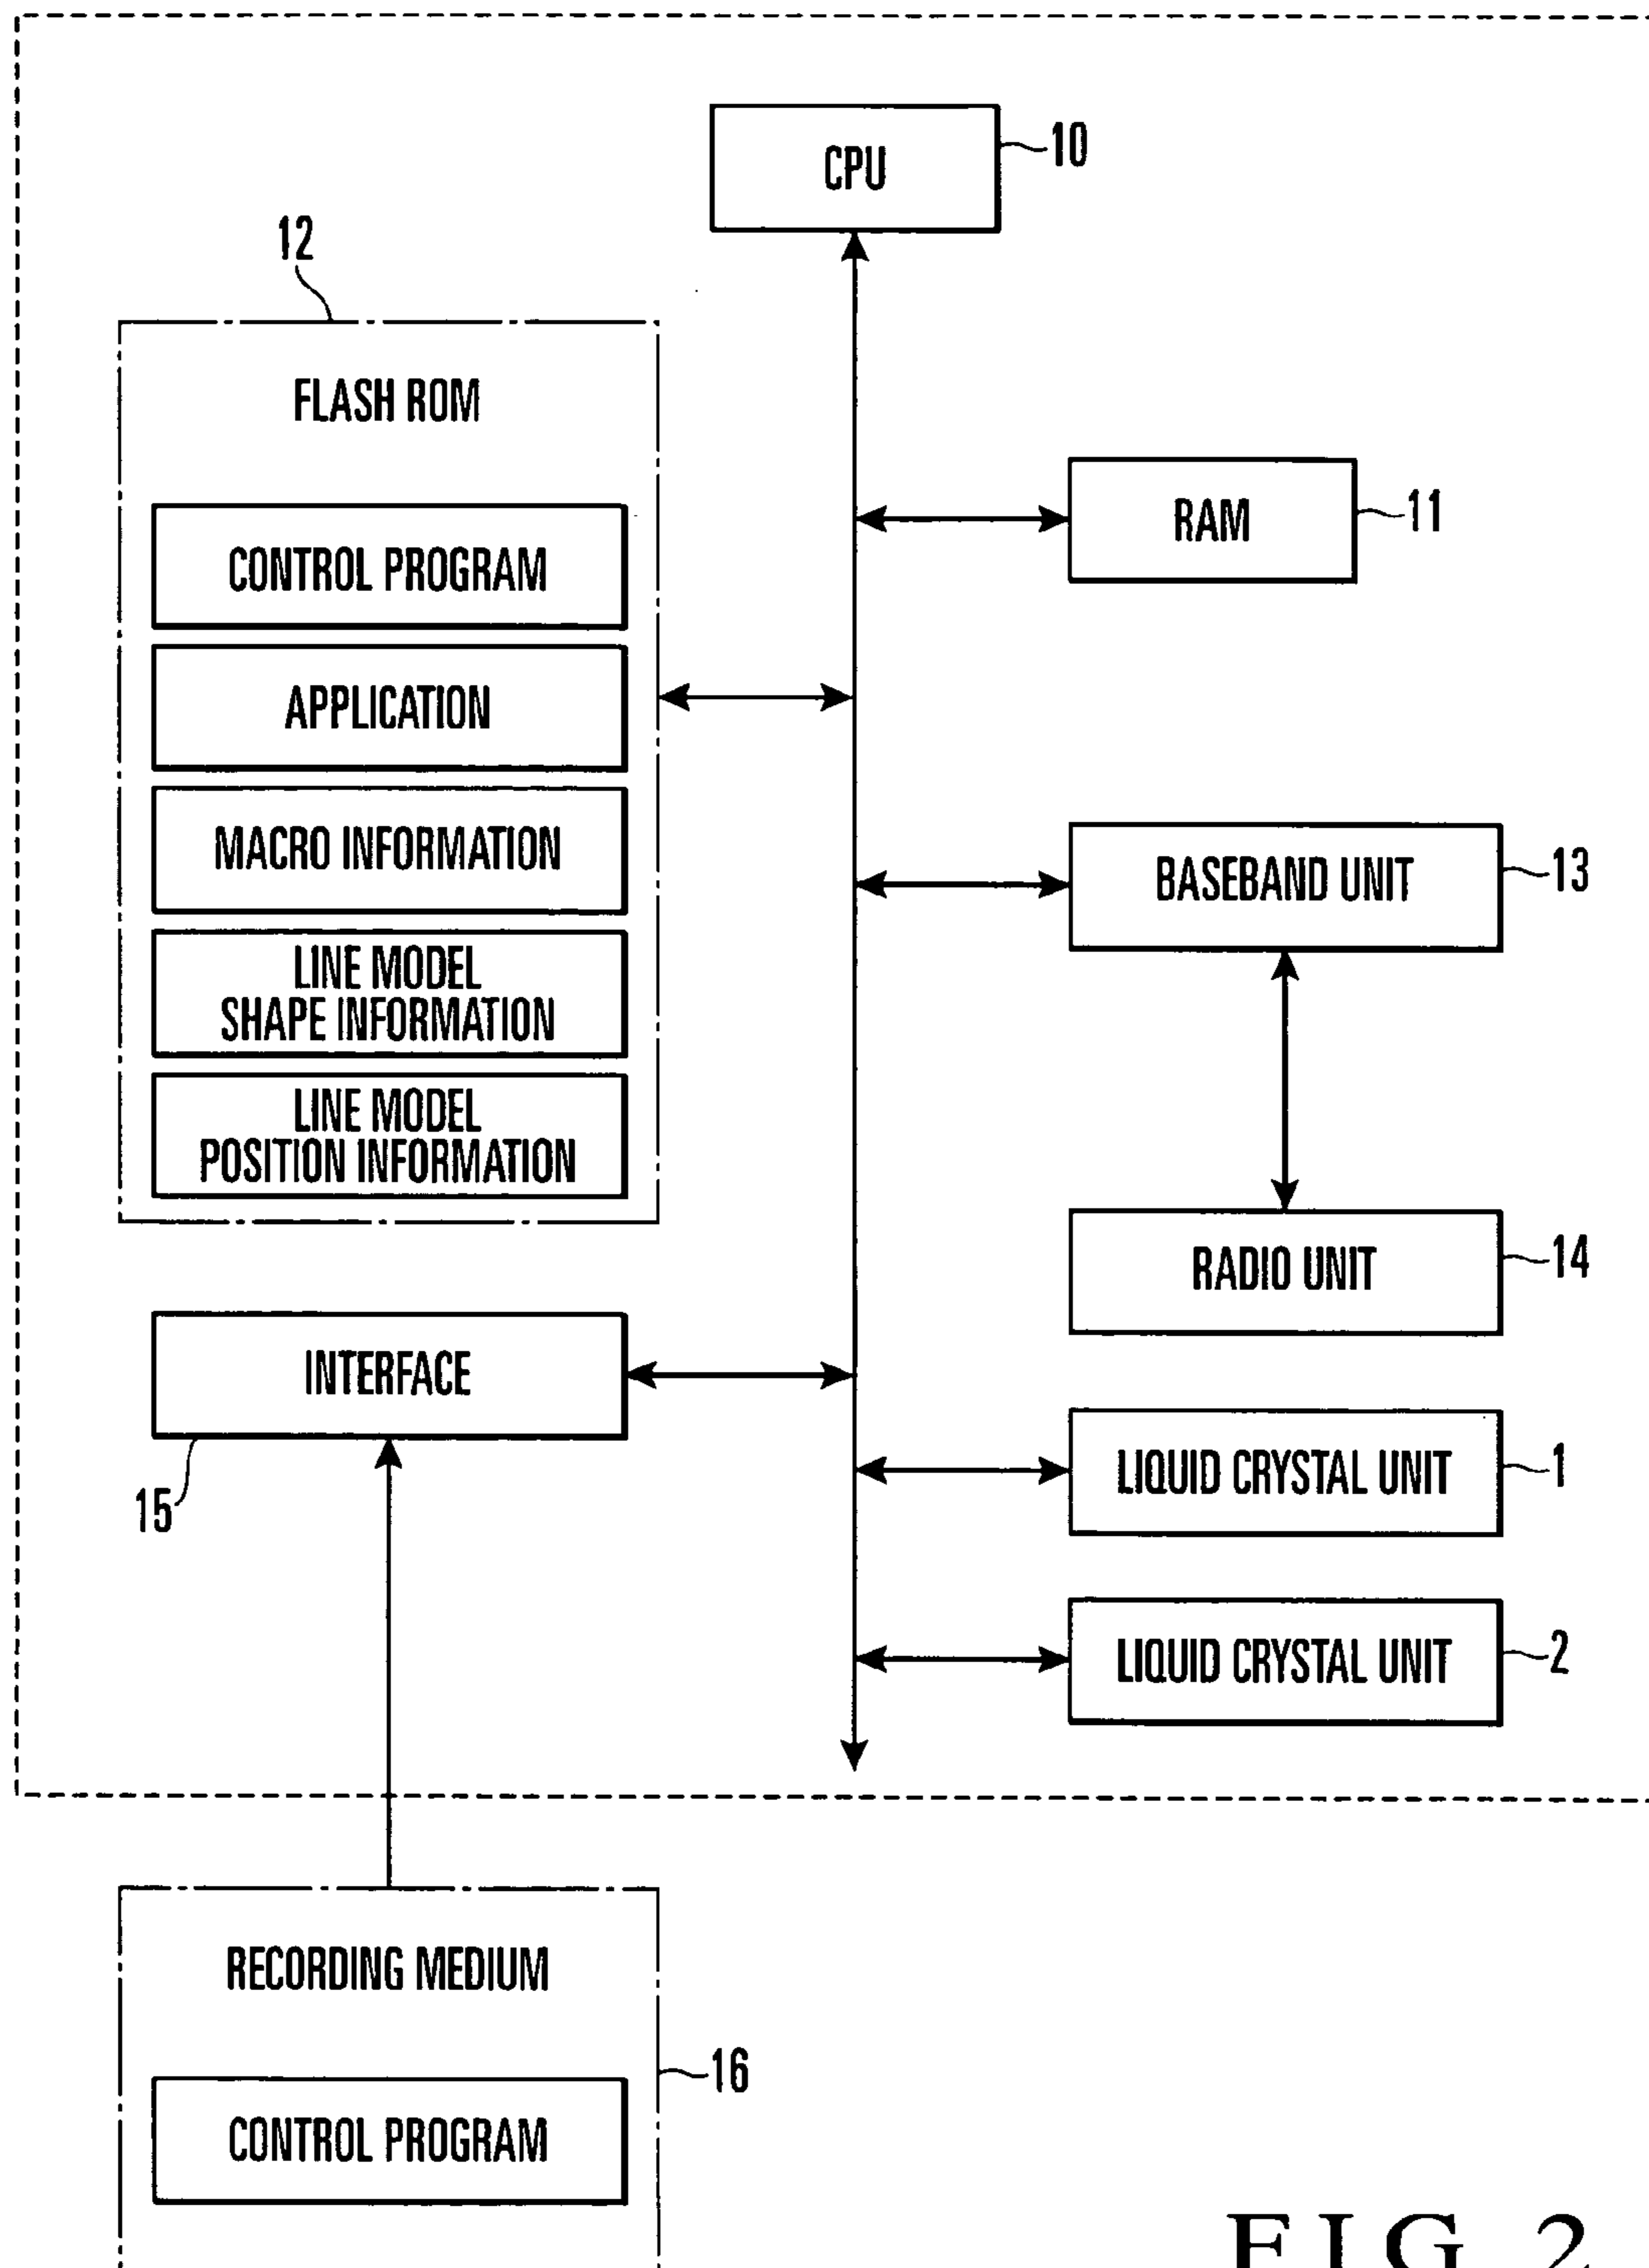 CPU
10
12
FLASH ROM
CONTROL PROGRAM
APPLICATION
MACRO INFORMATION
LINE MODEL
SHAPE INFORMATION
LINE MODEL
POSITION INFORMATION
RAM
11
BASEBAND UNIT
13
RADIO UNIT
14
INTERFACE
15
LIQUID CRYSTAL UNIT
1
LIQUID CRYSTAL UNIT
2
RECORDING MEDIUM
16
CONTROL PROGRAM
FIG. 2